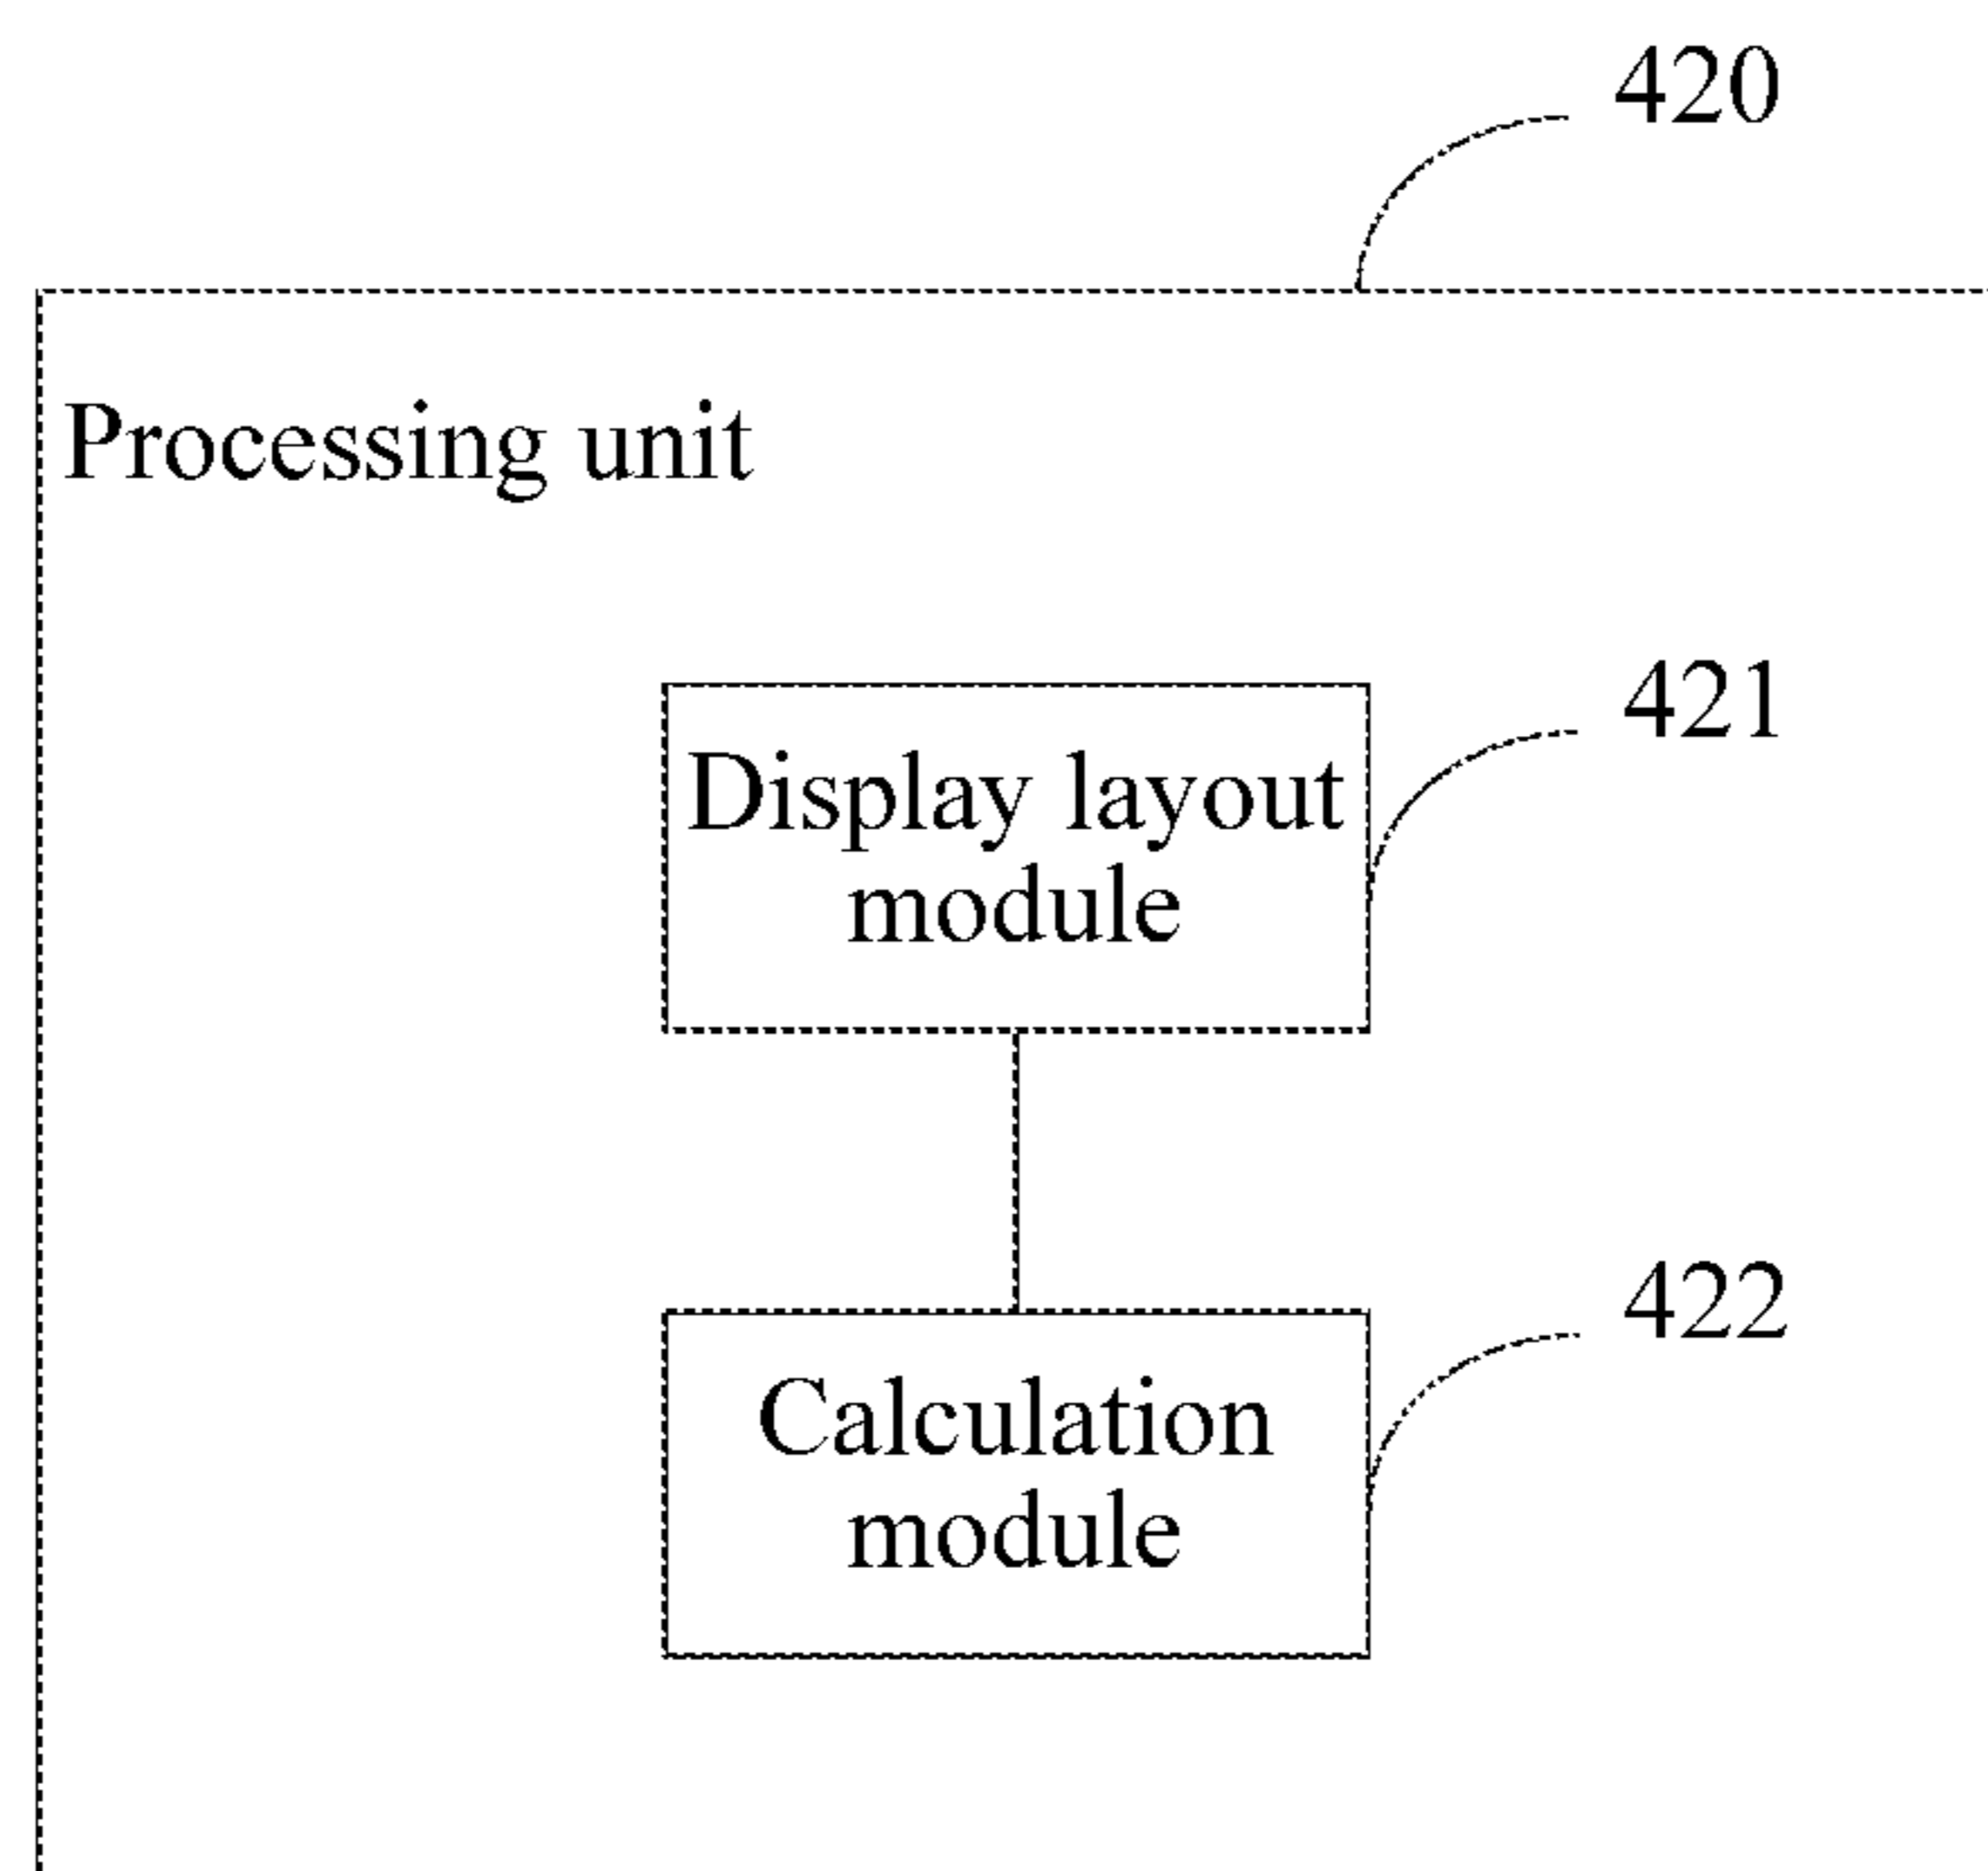 420
Processing unit
421
Display layout
module
422
Calculation
module